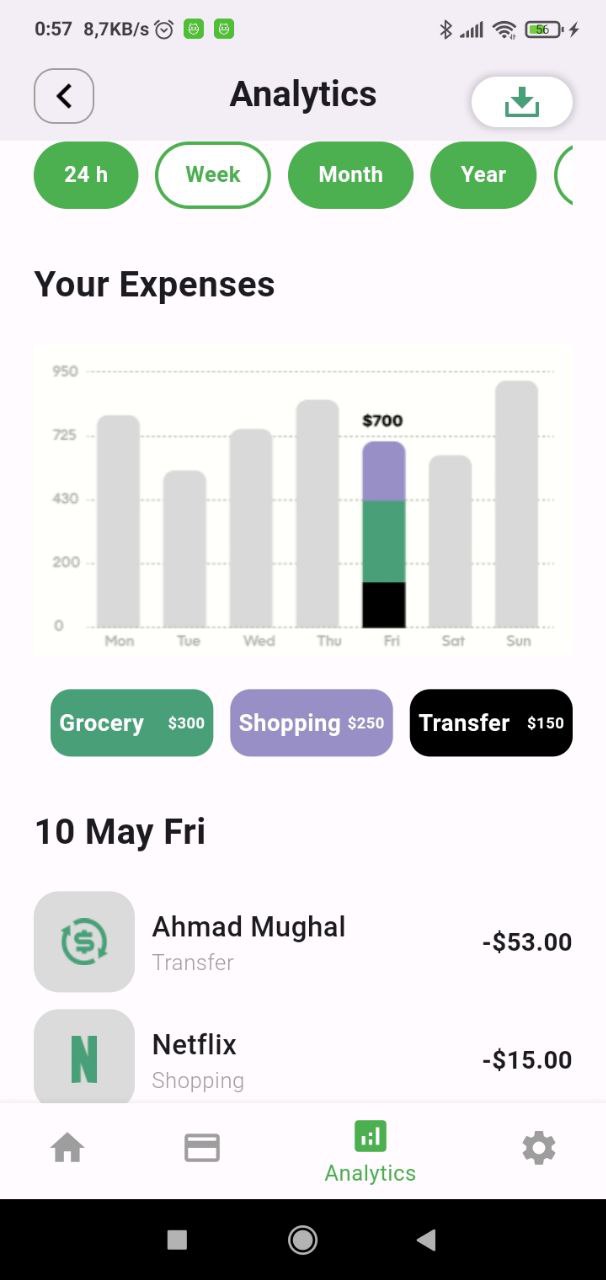 0:57 8,7KB/s 56
Analytics
24 h Week Month Year
Your Expenses
950
$700
725
430
200
0
Mon Tue Wed Thu Fri Sat Sun
Grocery $300 Shopping $250 Transfer $150
10 May Fri
Ahmad Mughal
-$53.00
Transfer
N
Netflix
-$15.00
Shopping
Analytics